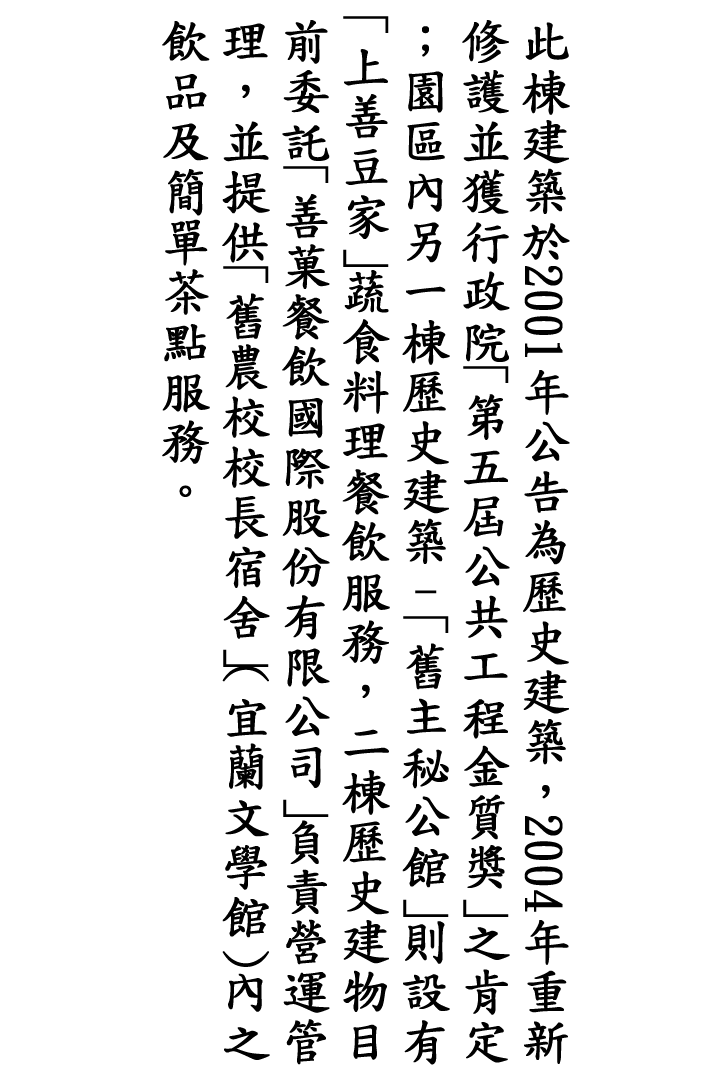 此棟建築於2001年公告為歷史建築，2004年重新
修護並獲行政院「第五屆公共工程金質獎」之肯定
；園區內另一棟歷史建築–「舊主秘公館」則設有
「上善豆家」蔬食料理餐飲服務，二棟歷史建物目
前委託「善菓餐飲國際股份有限公司」負責營運管
理，並提供「舊農校校長宿舍」（宜蘭文學館）內之
飲品及簡單茶點服務。